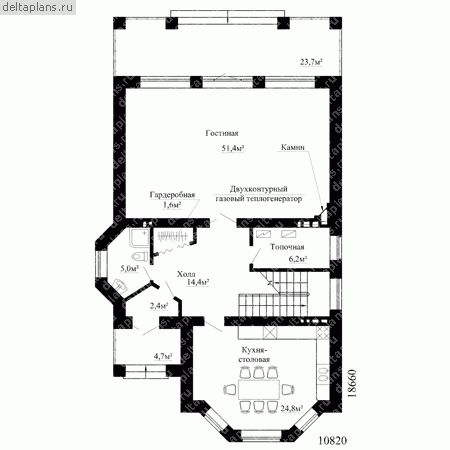 deltaplans.ru
23,7м²
Гостиная
51,4м²
Камин
Гардеробная
1,6м²
Двухконтурный
газовый теплогенератор
Топочная
6,2м²
5,0м²
Холл
14,4м²
2,4м²
4,7м²
Кухня-
столовая
24,8м²
18660
10820